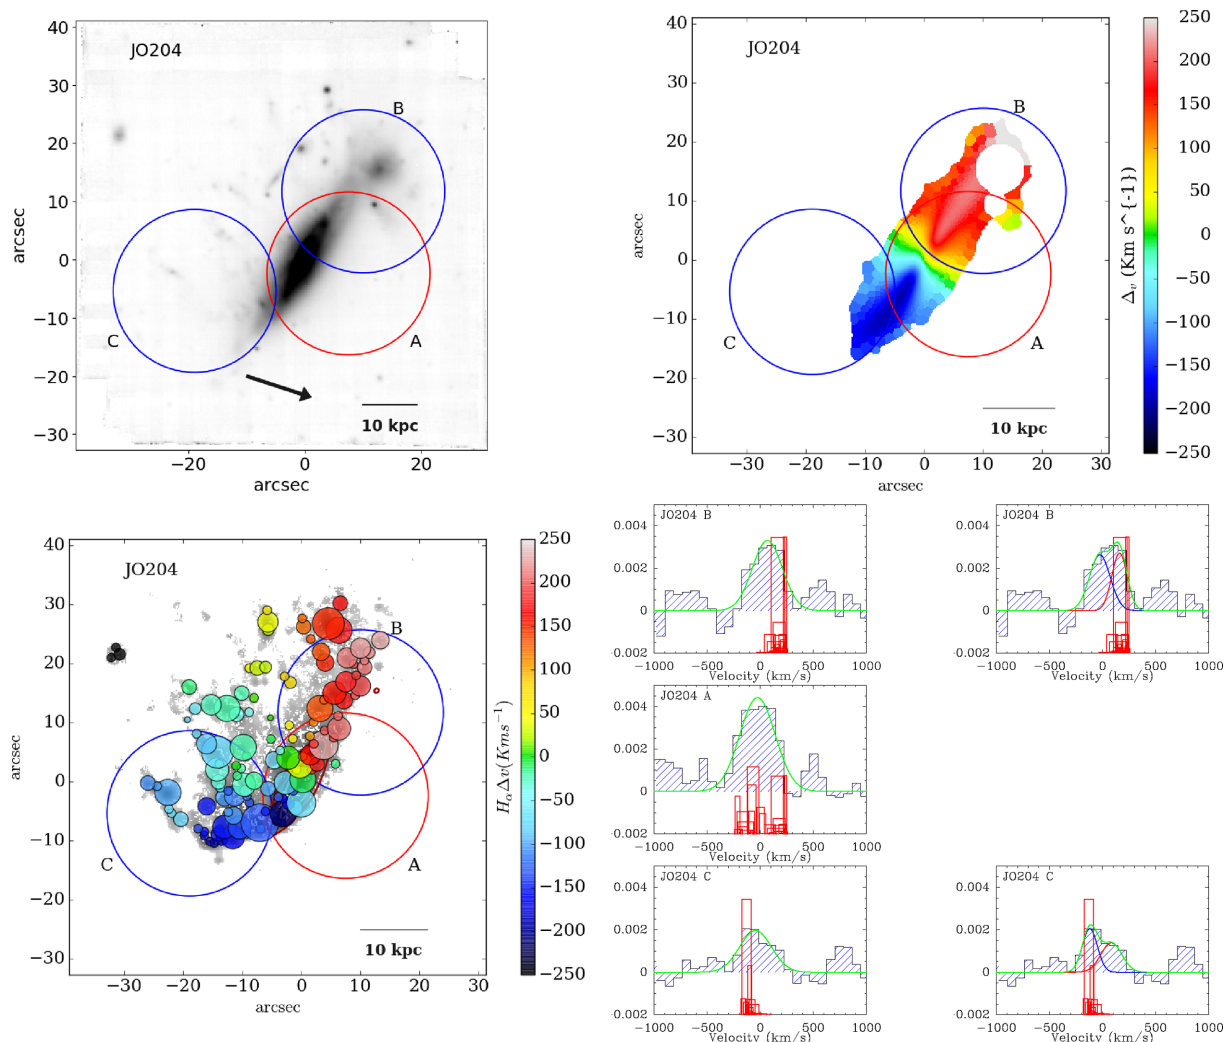 JO204
B
C
A
10 kpc
40
30
20
10
0
−10
−20
−30
−20
0
20
arcsec
arcsec
JO204
B
C
A
10 kpc
40
30
20
10
0
−10
−20
−30
−30
−20
−10
0
10
20
30
arcsec
arcsec
250
200
150
100
50
0
−50
−100
−150
−200
−250
Δ_v (Km s^{-1})
JO204
B
C
A
10 kpc
40
30
20
10
0
−10
−20
−30
−30
−20
−10
0
10
20
30
arcsec
arcsec
250
200
150
100
50
0
−50
−100
−150
−200
−250
H_α Δv(Kms⁻¹)
JO204 B
0.004
0.002
0
-0.002
-1000 -500 0 500 1000
Velocity (km/s)
JO204 B
0.004
0.002
0
-0.002
-1000 -500 0 500 1000
Velocity (km/s)
JO204 A
0.004
0.002
0
-0.002
-1000 -500 0 500 1000
Velocity (km/s)
JO204 C
0.004
0.002
0
-0.002
-1000 -500 0 500 1000
Velocity (km/s)
JO204 C
0.004
0.002
0
-0.002
-1000 -500 0 500 1000
Velocity (km/s)